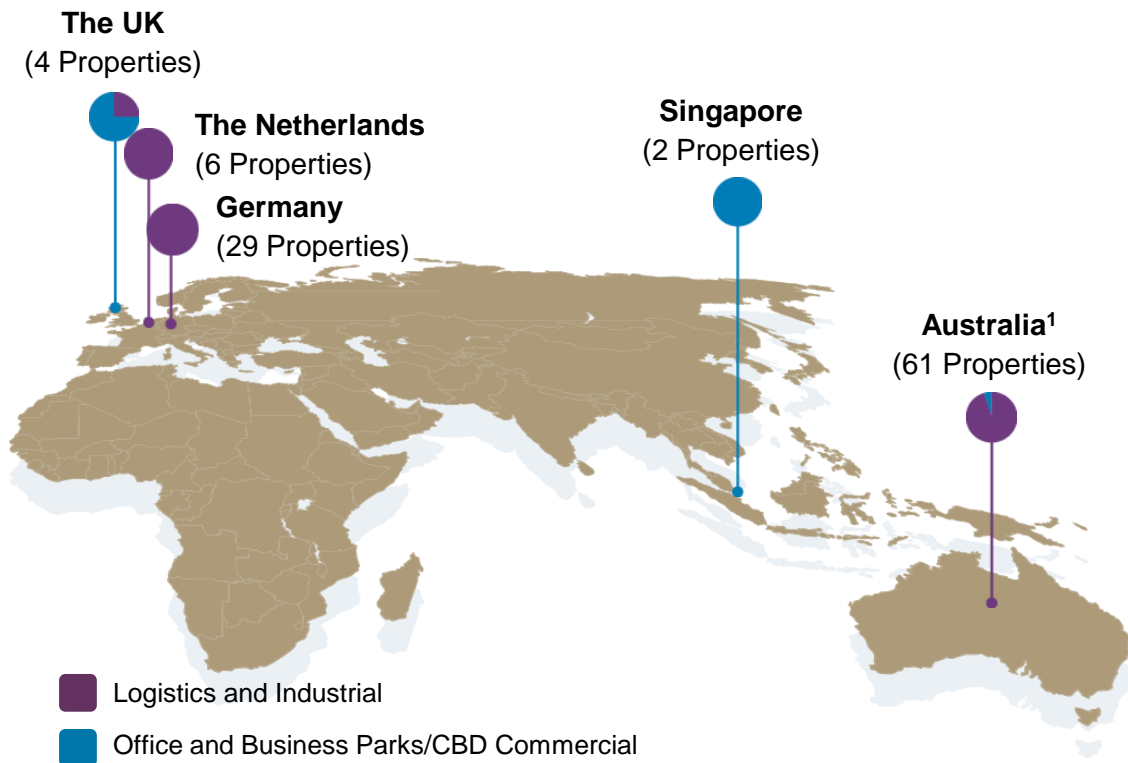 The UK
(4 Properties)
The Netherlands
(6 Properties)
Germany
(29 Properties)
Singapore
(2 Properties)
Australia¹
(61 Properties)
Logistics and Industrial
Office and Business Parks/CBD Commercial